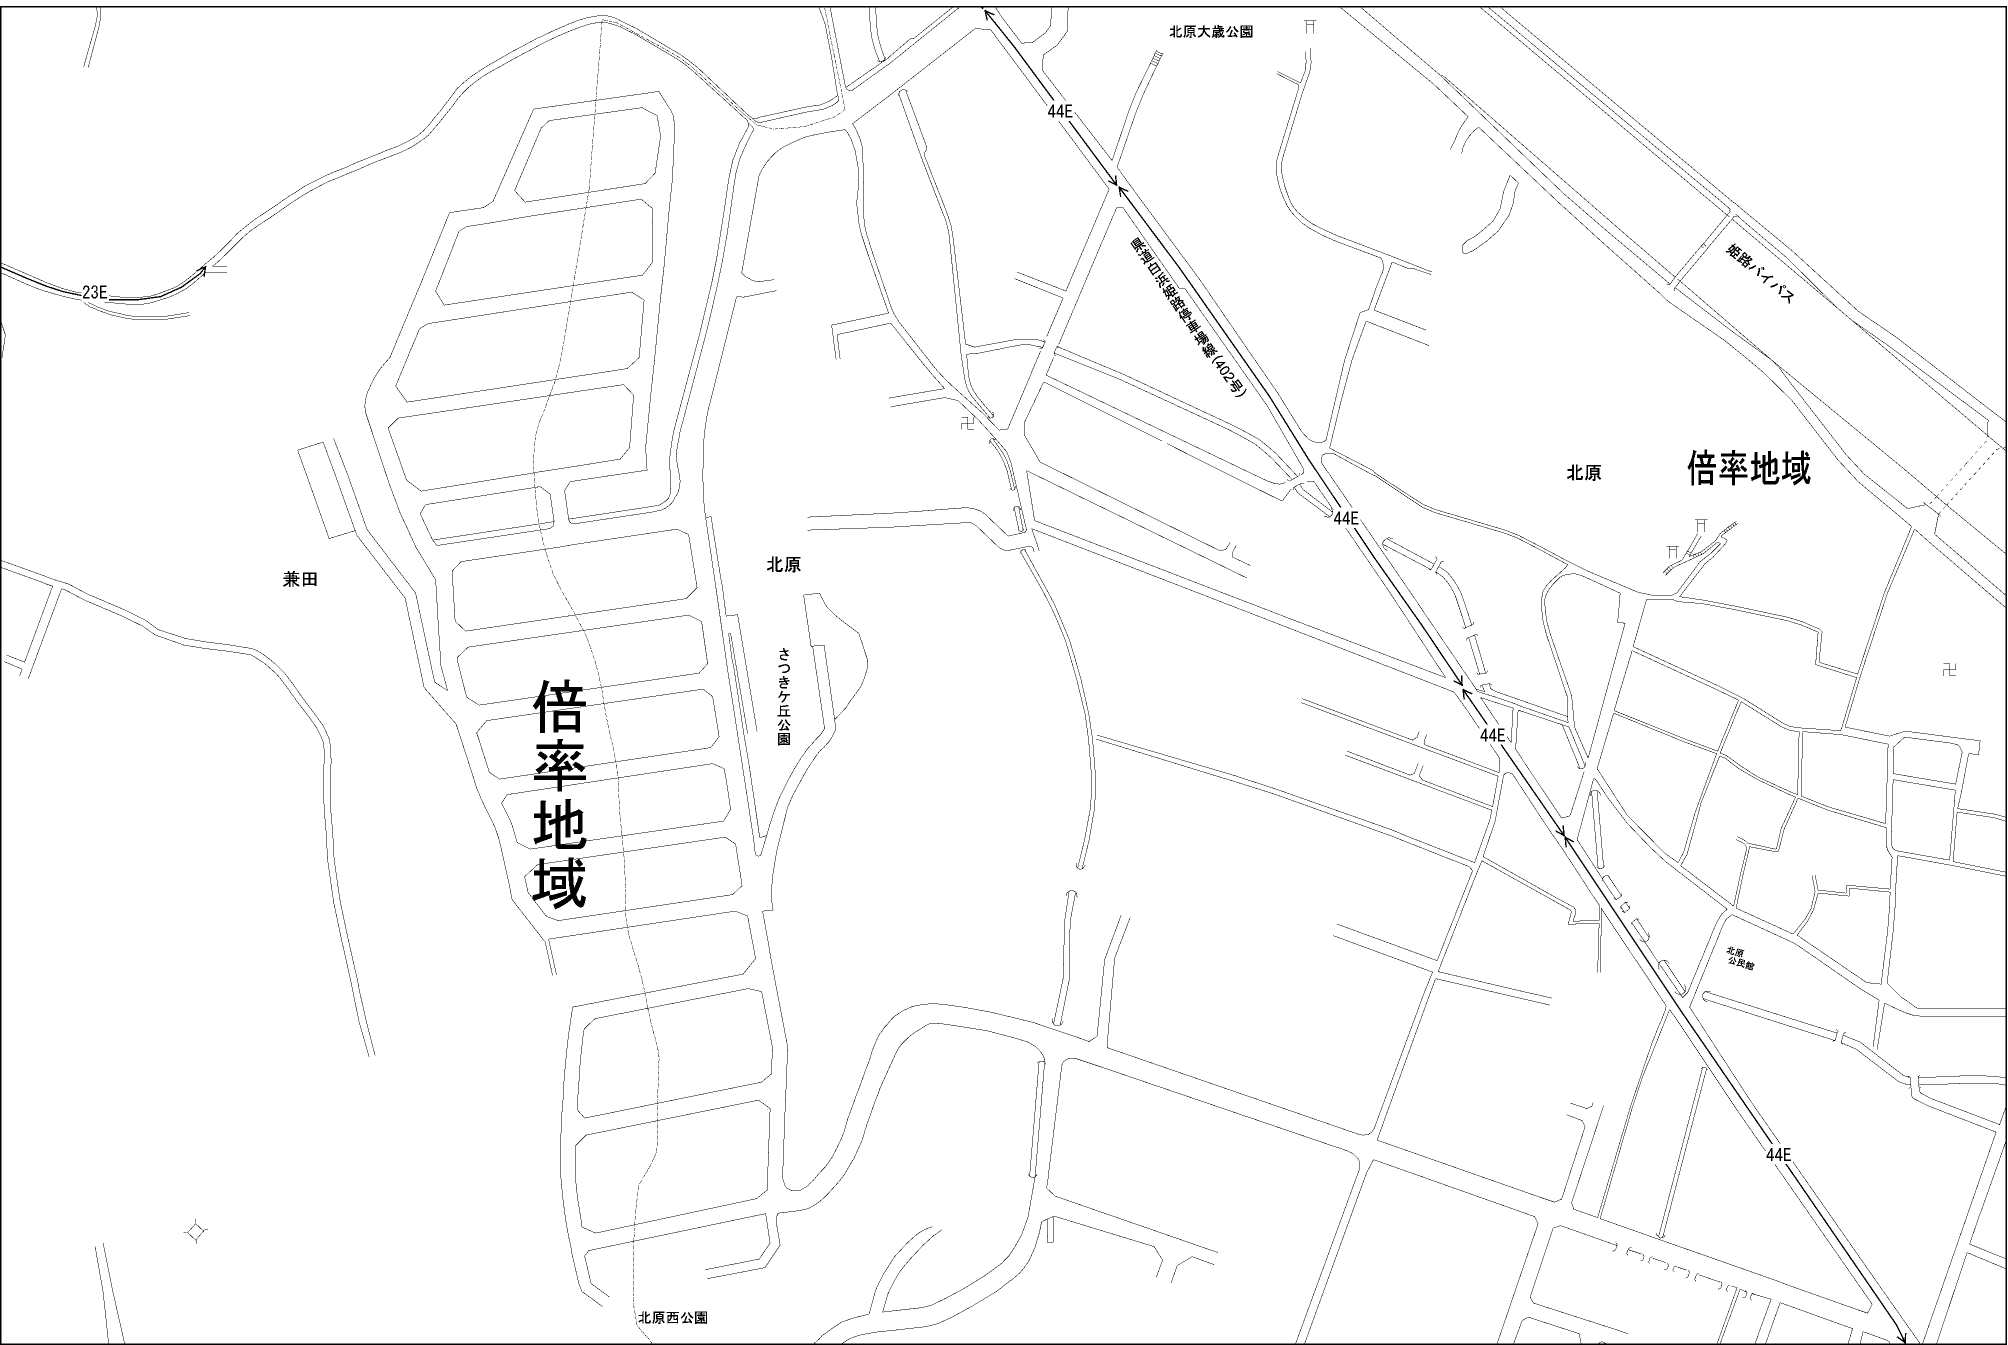 北原大歳公園
44E
姫路バイパス
23E
県道白浜姫路停車場線(402号)
倍率地域
北原
44E
北原
兼田
さつきケ丘公園
倍率地域
44E
北原
公民館
44E
北原西公園